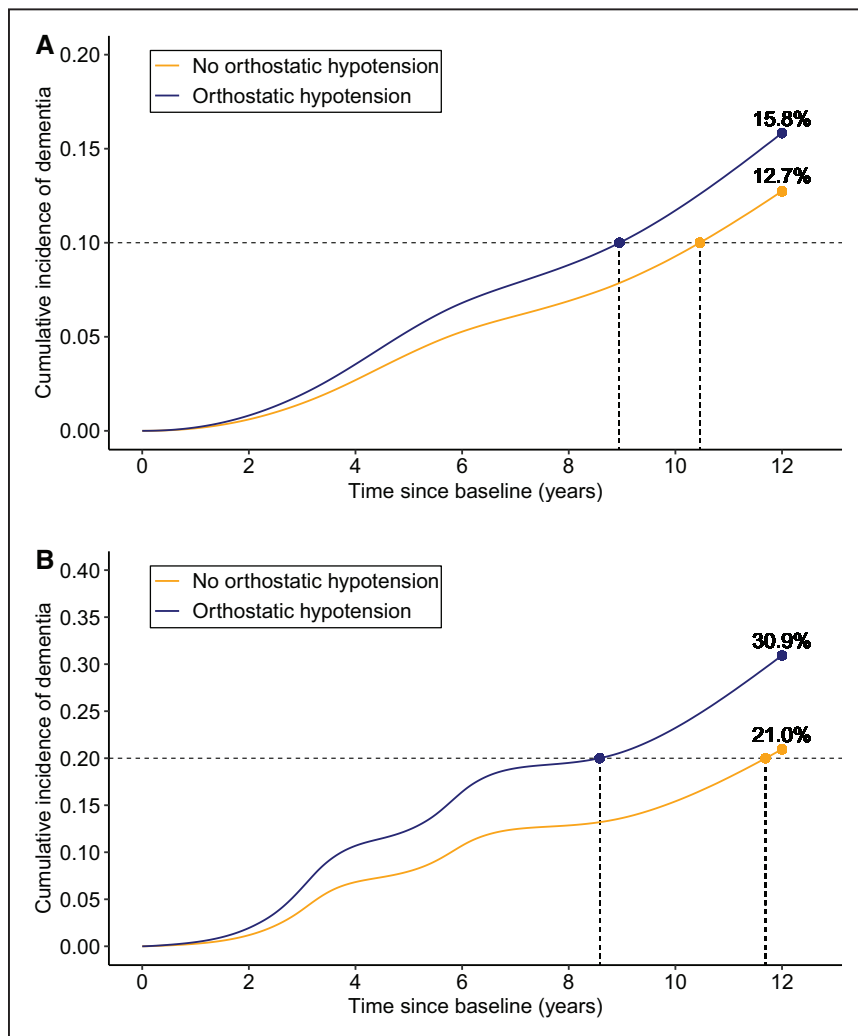 A
No orthostatic hypotension
Orthostatic hypotension
Cumulative incidence of dementia
0.20
0.15
0.10
0.05
0.00
15.8%
12.7%
0 2 4 6 8 10 12
Time since baseline (years)
B
No orthostatic hypotension
Orthostatic hypotension
Cumulative incidence of dementia
0.40
0.35
0.30
0.25
0.20
0.15
0.10
0.05
0.00
30.9%
21.0%
0 2 4 6 8 10 12
Time since baseline (years)